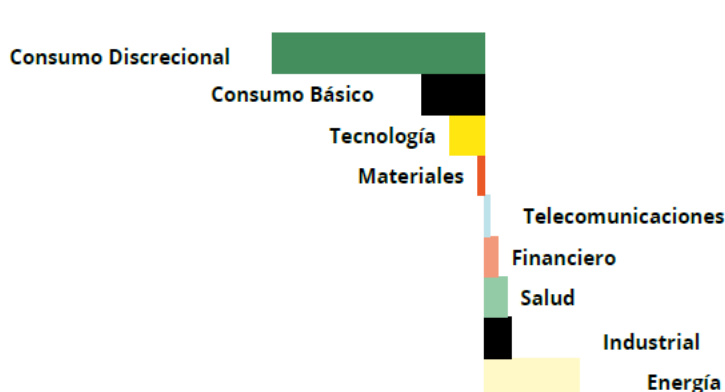 Consumo Discrecional
Consumo Básico
Tecnología
Materiales
Telecomunicaciones
Financiero
Salud
Industrial
Energía